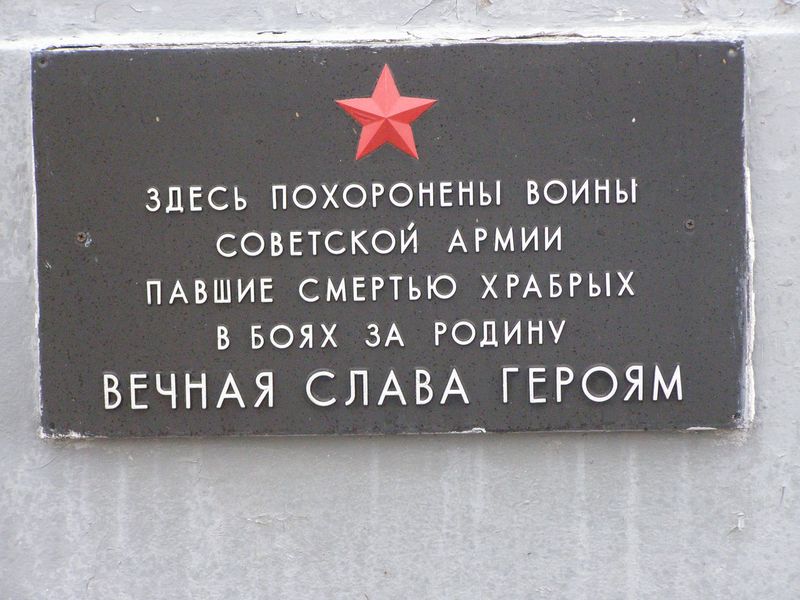 ЗДЕСЬ ПОХОРОНЕНЫ ВОИНЫ
СОВЕТСКОЙ АРМИИ
ПАВШИЕ СМЕРТЬЮ ХРАБРЫХ
В БОЯХ ЗА РОДИНУ
ВЕЧНАЯ СЛАВА ГЕРОЯМ